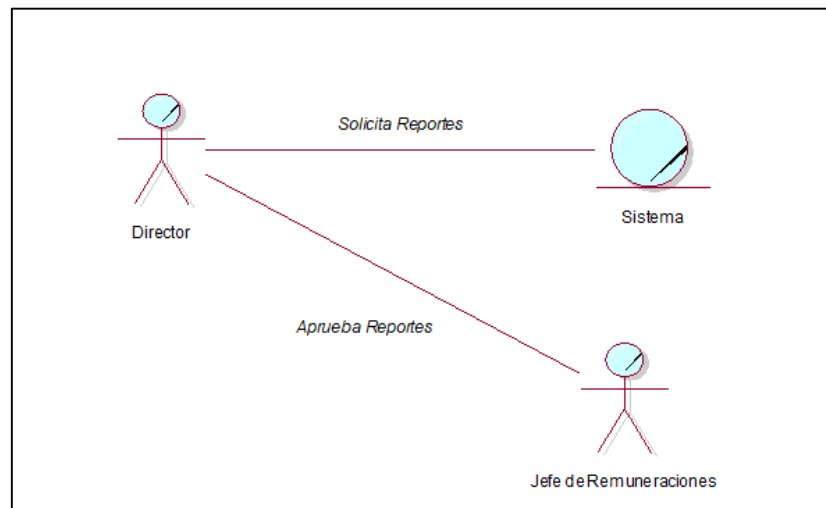 Solicita Reportes
Sistema
Director
Aprueba Reportes
Jefe de Remuneraciones